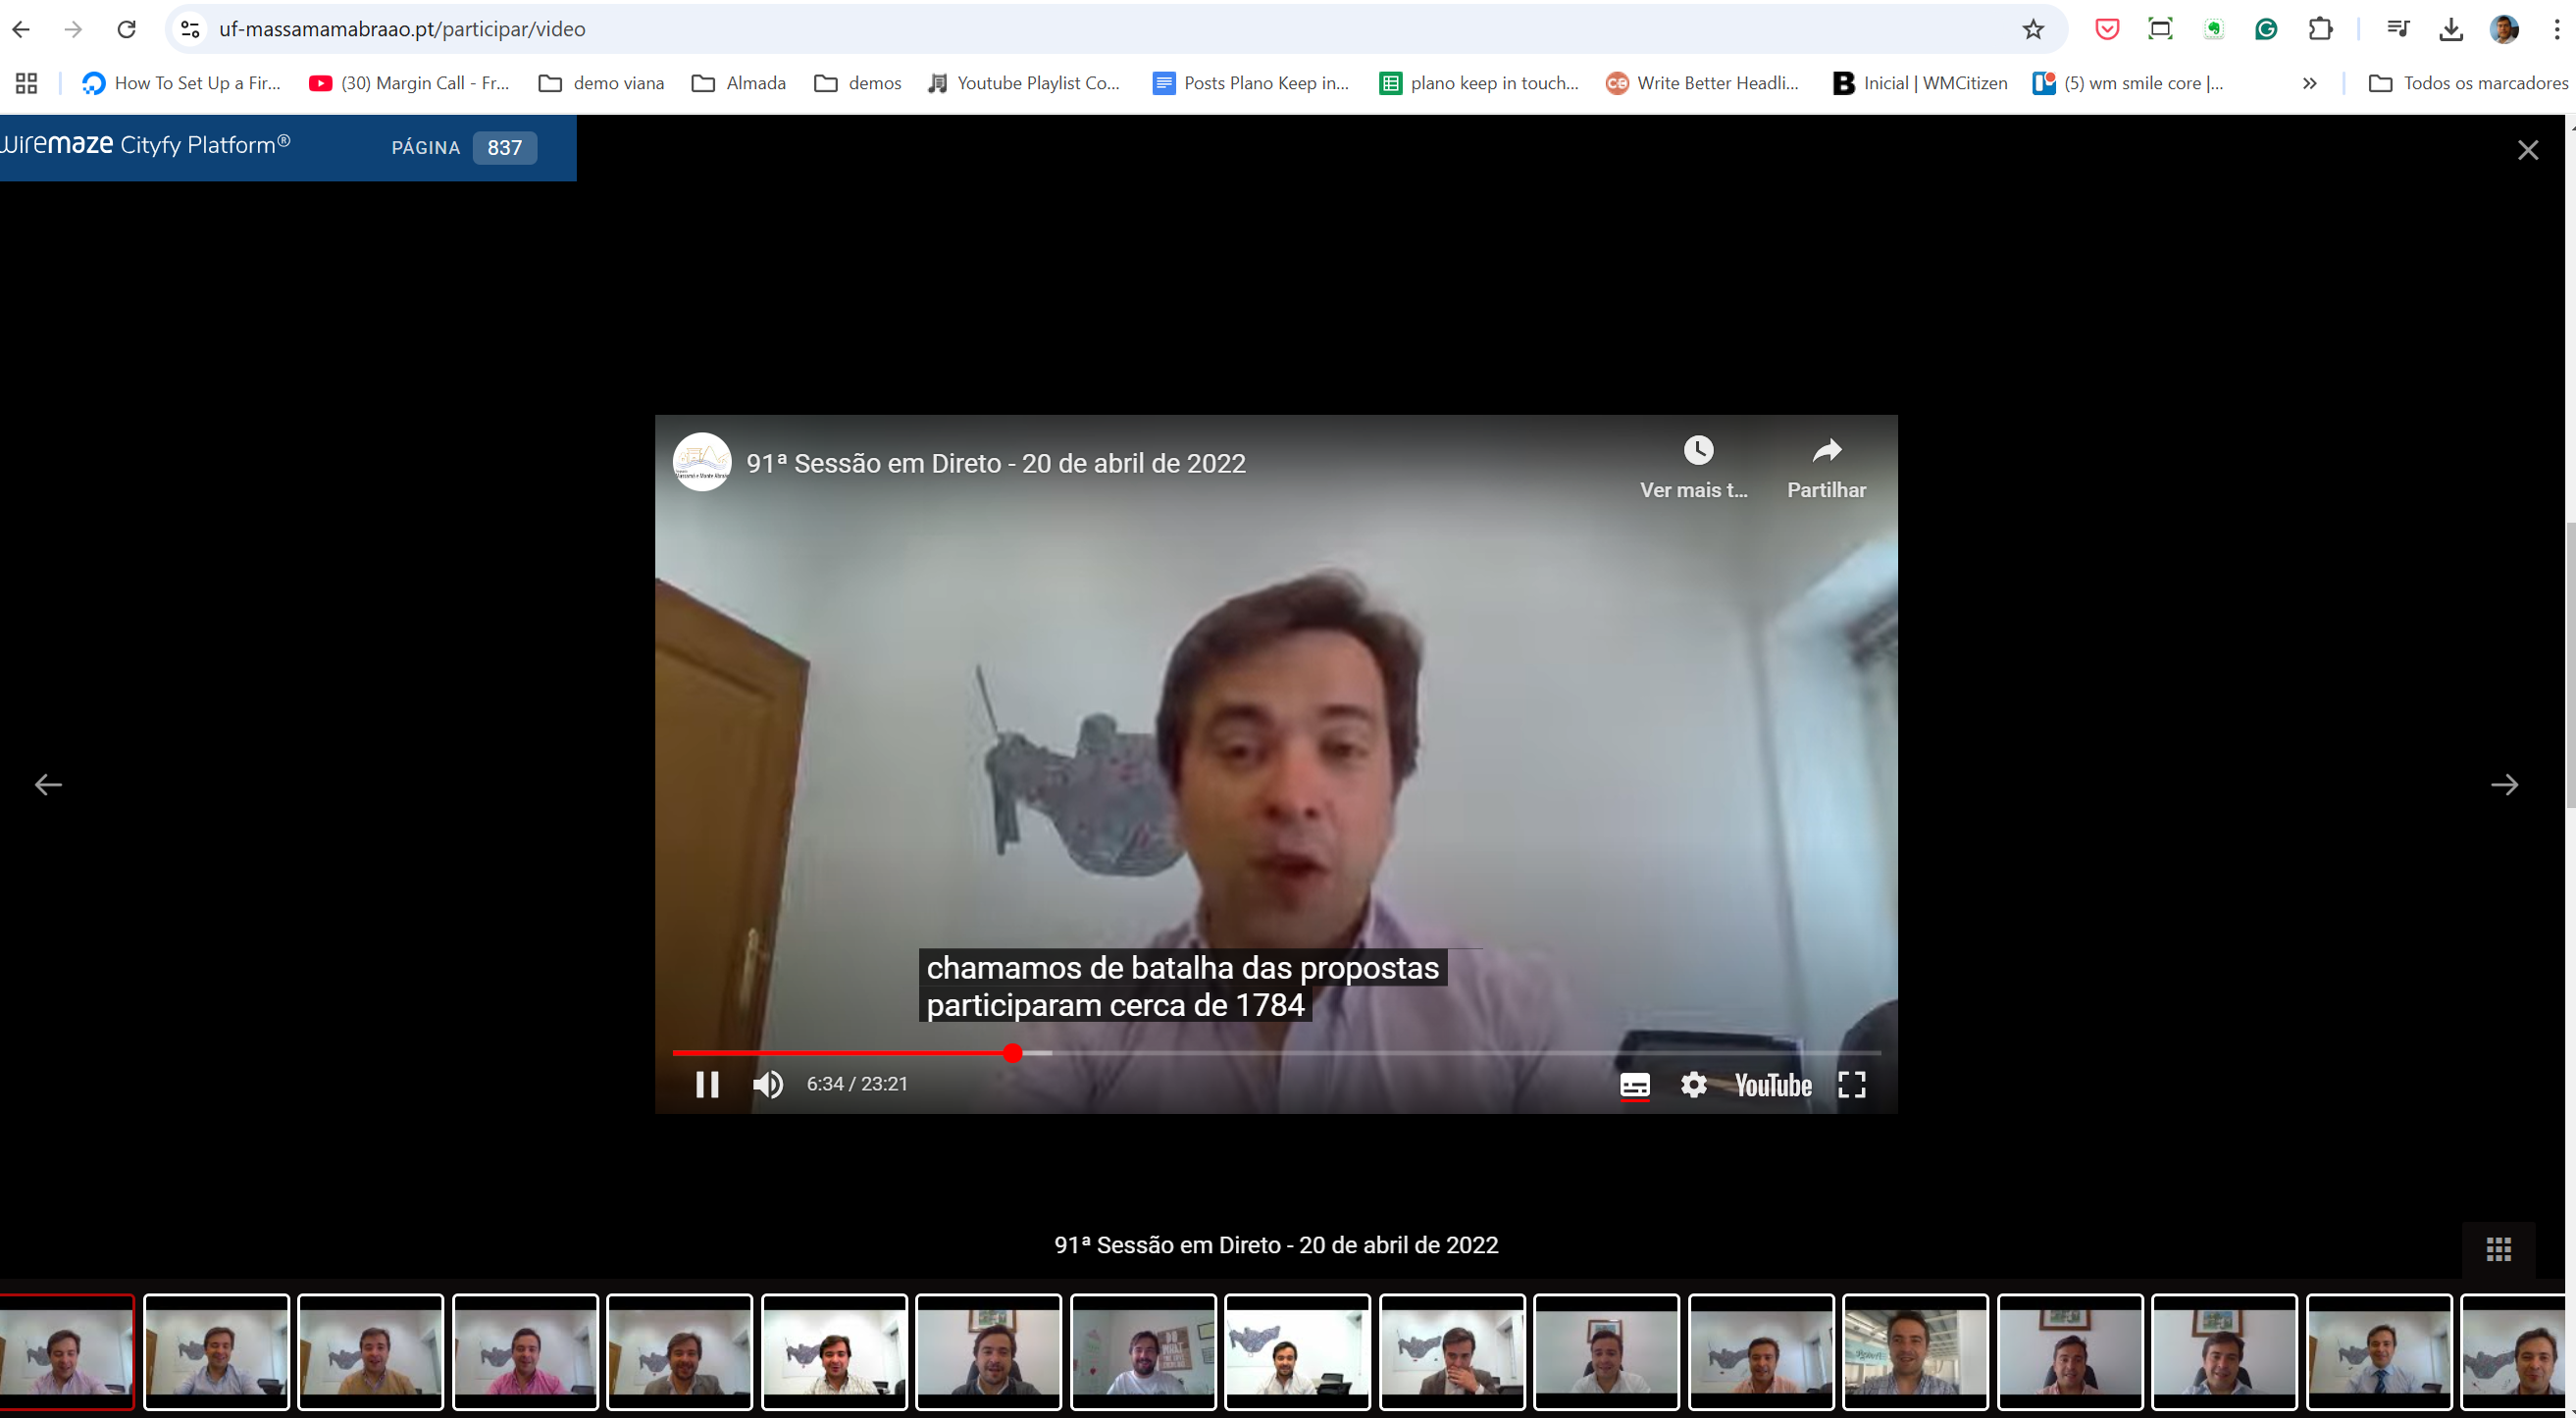 uf-massamamabraao.pt/participar/video
How To Set Up a Fir...
(30) Margin Call - Fr...
demo viana
Almada
demos
Youtube Playlist Co...
Posts Plano Keep in...
plano keep in touch...
Write Better Headli...
Inicial | WMCitizen
(5) wm smile core |...
»
Todos os marcadores
wiremaze Cityfy Platform®
PÁGINA 837
91ª Sessão em Direto - 20 de abril de 2022
Ver mais t...
Partilhar
chamamos de batalha das propostas
participaram cerca de 1784
6:34 / 23:21
YouTube
91ª Sessão em Direto - 20 de abril de 2022